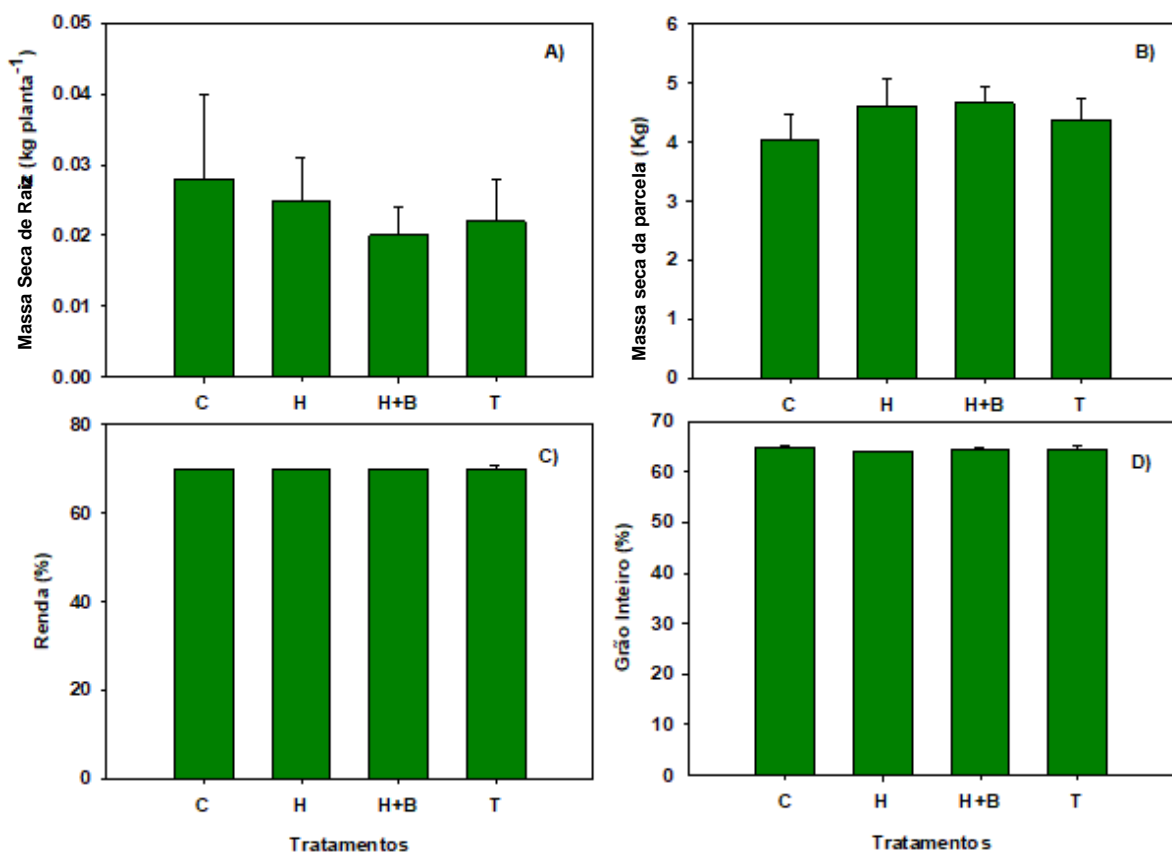 Massa Seca de Raiz (kg planta⁻¹)
0.05
0.04
0.03
0.02
0.01
0.00
A)
C H H+B T
Massa seca da parcela (Kg)
6
5
4
3
2
1
0
B)
C H H+B T
Renda (%)
80
60
40
20
0
C)
C H H+B T
Tratamentos
Grão Inteiro (%)
70
60
50
40
30
20
10
0
D)
C H H+B T
Tratamentos